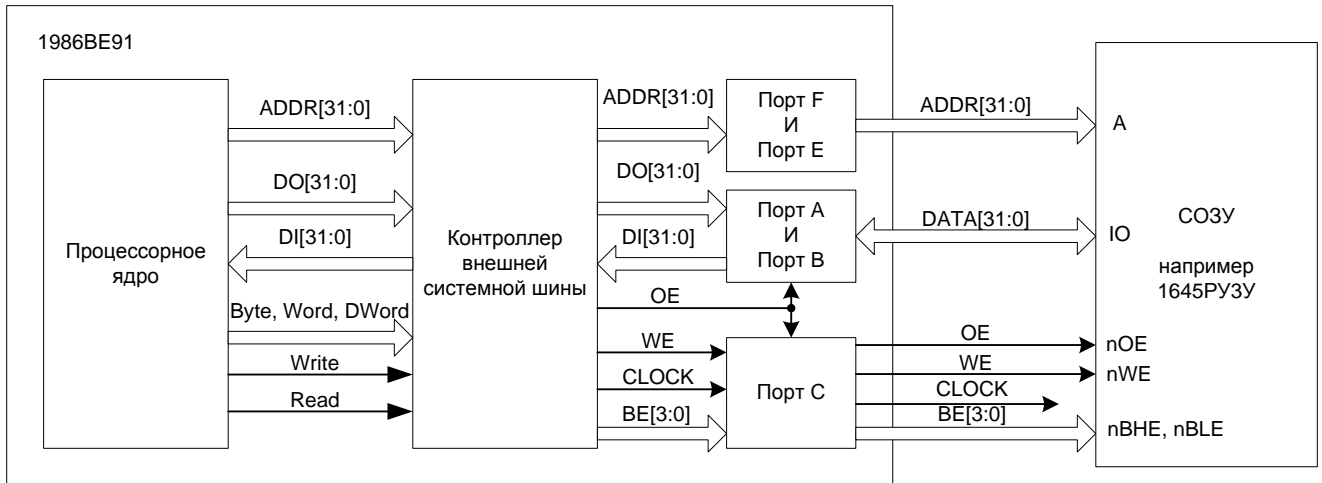 1986BE91
Процессорное
ядро
ADDR[31:0]
DO[31:0]
DI[31:0]
Byte, Word, DWord
Write
Read
Контроллер
внешней
системной шины
ADDR[31:0]
DO[31:0]
DI[31:0]
OE
WE
CLOCK
BE[3:0]
Порт F
И
Порт E
Порт A
И
Порт B
Порт C
ADDR[31:0]
DATA[31:0]
OE
WE
CLOCK
BE[3:0]
A
IO
nOE
nWE
nBHE, nBLE
СОЗУ
например
1645РУ3У